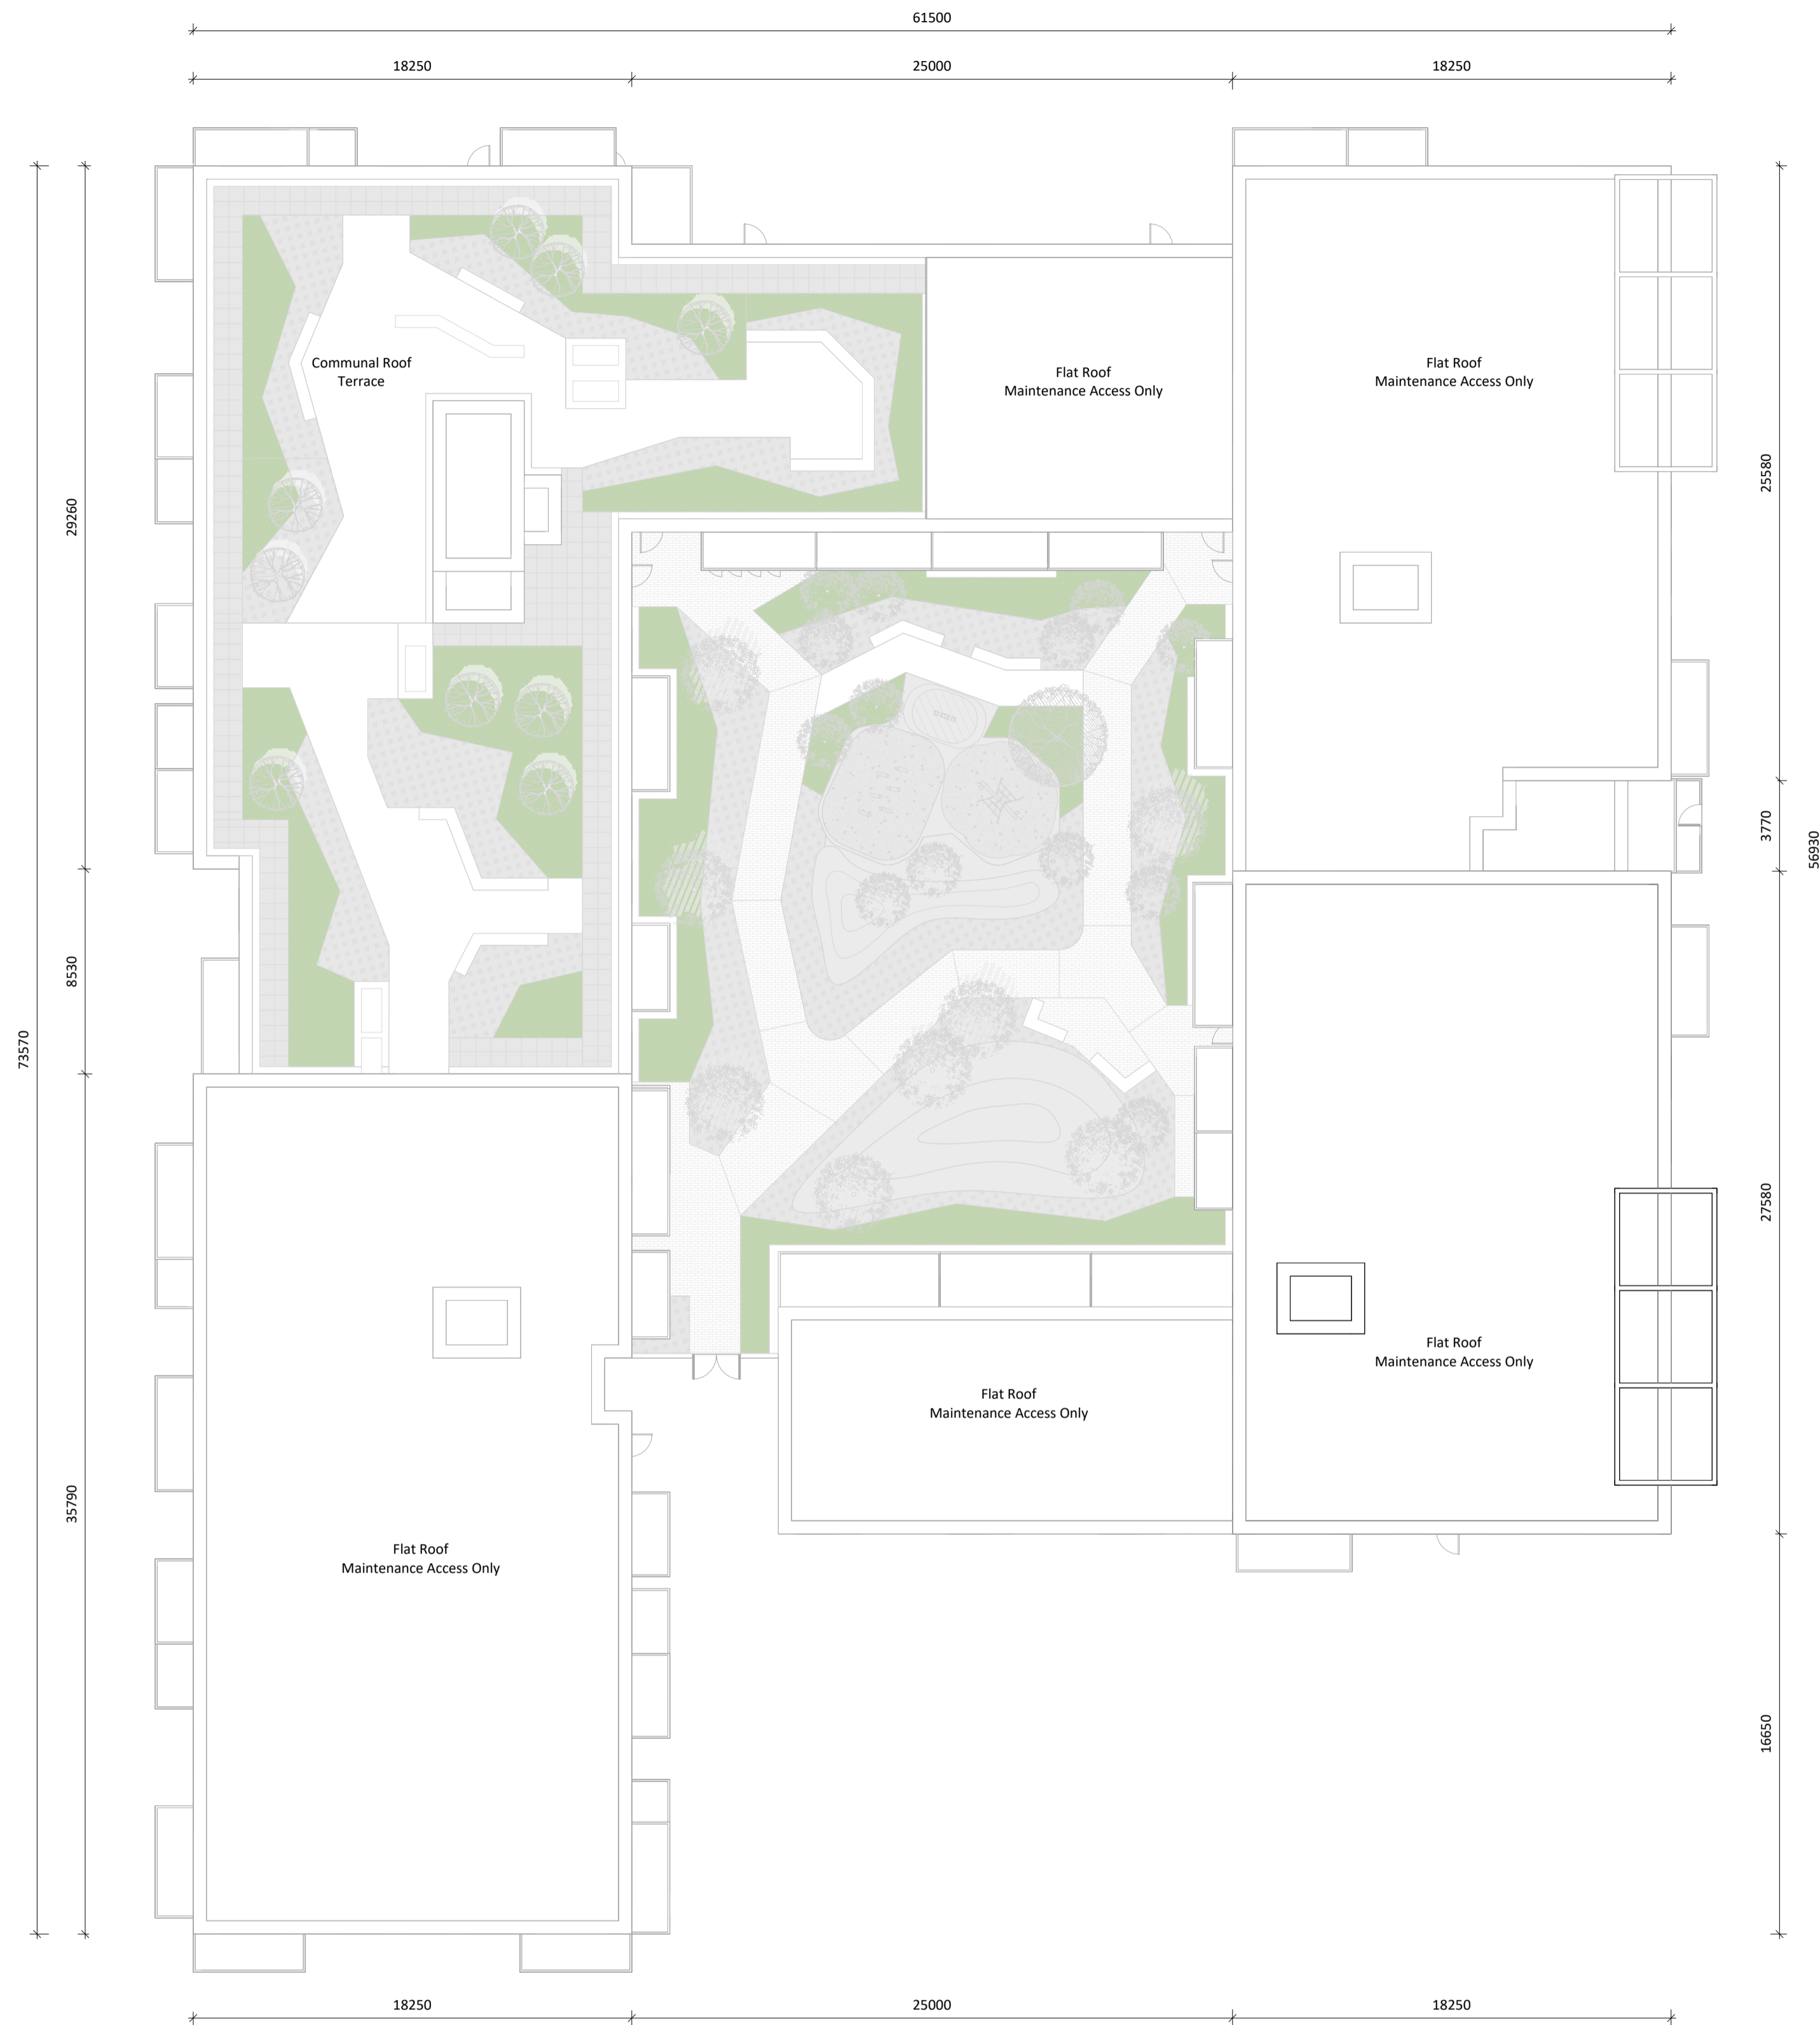 61500
18250
25000
18250
Communal Roof
Terrace
Flat Roof
Maintenance Access Only
Flat Roof
Maintenance Access Only
29260
25580
3770
56930
8530
73570
27580
Flat Roof
Maintenance Access Only
Flat Roof
Maintenance Access Only
35790
Flat Roof
Maintenance Access Only
16650
18250
25000
18250